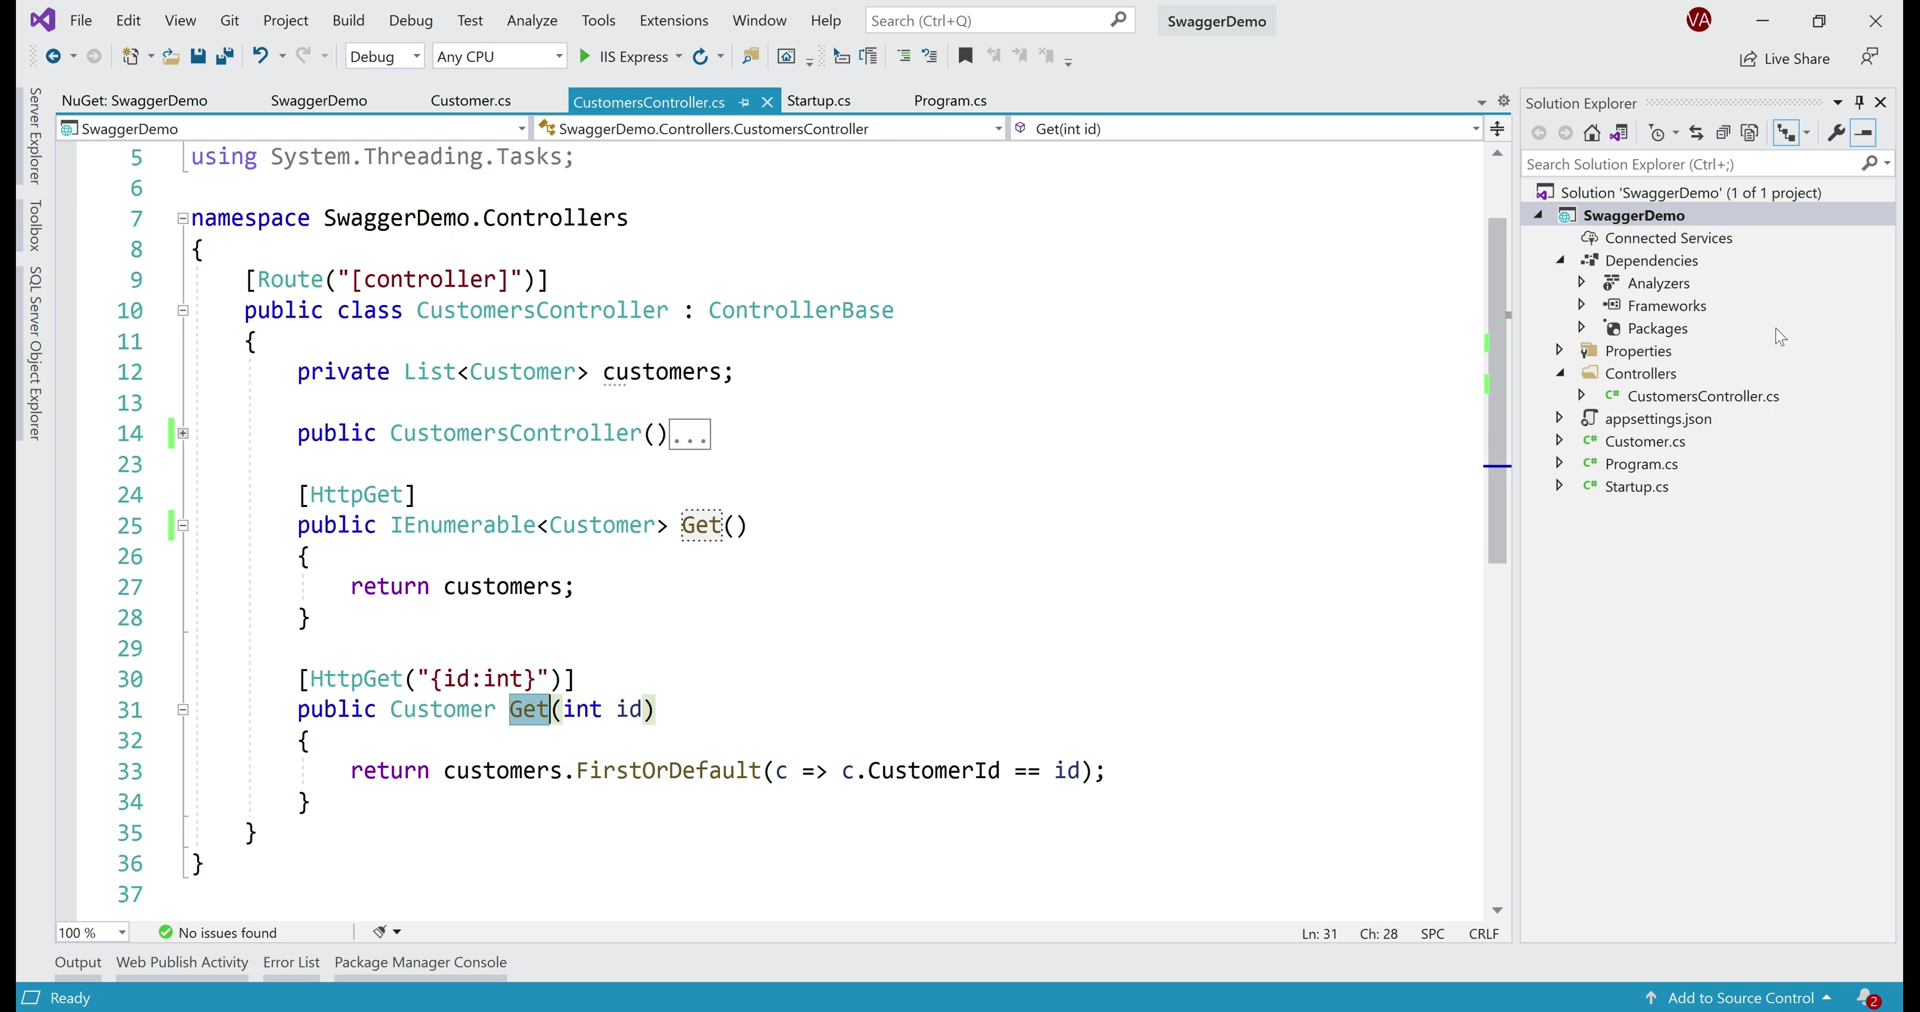 File Edit View Git Project Build Debug Test Analyze Tools Extensions Window Help Search (Ctrl+Q) SwaggerDemo VA
Debug Any CPU IIS Express Live Share
NuGet: SwaggerDemo SwaggerDemo Customer.cs CustomersController.cs Startup.cs Program.cs
SwaggerDemo SwaggerDemo.Controllers.CustomersController Get(int id)
Server Explorer
Toolbox
SQL Server Object Explorer
5 using System.Threading.Tasks;
6
7 namespace SwaggerDemo.Controllers
8 {
9 [Route("[controller]")]
10 public class CustomersController : ControllerBase
11 {
12 private List<Customer> customers;
13
14 public CustomersController()...
23
24 [HttpGet]
25 public IEnumerable<Customer> Get()
26 {
27 return customers;
28 }
29
30 [HttpGet("{id:int}")]
31 public Customer Get(int id)
32 {
33 return customers.FirstOrDefault(c => c.CustomerId == id);
34 }
35 }
36 }
37
100 % No issues found Ln: 31 Ch: 28 SPC CRLF
Solution Explorer
Search Solution Explorer (Ctrl+;)
Solution 'SwaggerDemo' (1 of 1 project)
SwaggerDemo
Connected Services
Dependencies
Analyzers
Frameworks
Packages
Properties
Controllers
C# CustomersController.cs
appsettings.json
C# Customer.cs
C# Program.cs
C# Startup.cs
Output Web Publish Activity Error List Package Manager Console
Ready Add to Source Control 2